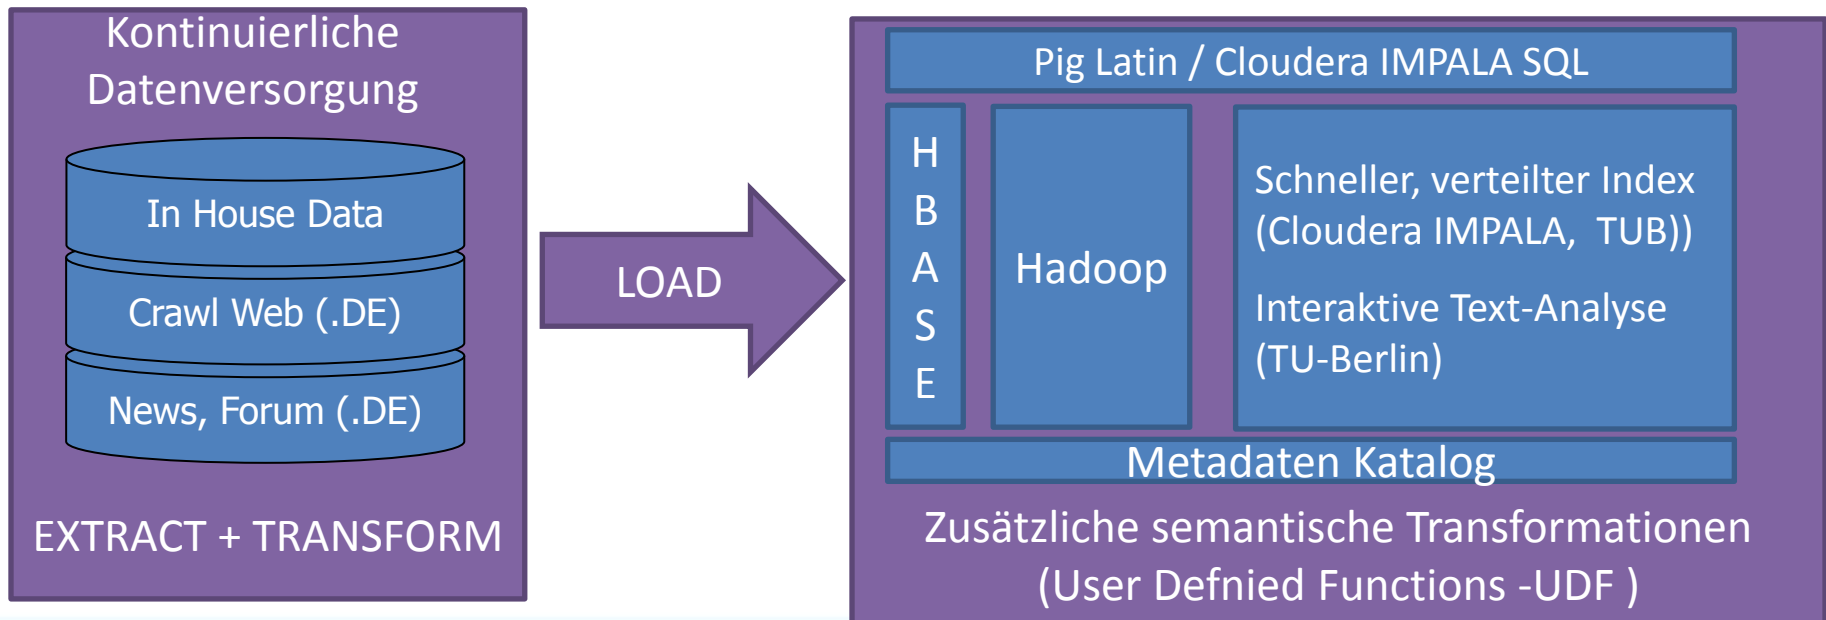 Kontinuierliche
Datenversorgung
In House Data
Crawl Web (.DE)
News, Forum (.DE)
EXTRACT + TRANSFORM
LOAD
Pig Latin / Cloudera IMPALA SQL
H
B
A
S
E
Hadoop
Schneller, verteilter Index
(Cloudera IMPALA,  TUB))
Interaktive Text-Analyse
(TU-Berlin)
Metadaten Katalog
Zusätzliche semantische Transformationen
(User Defnied Functions -UDF )